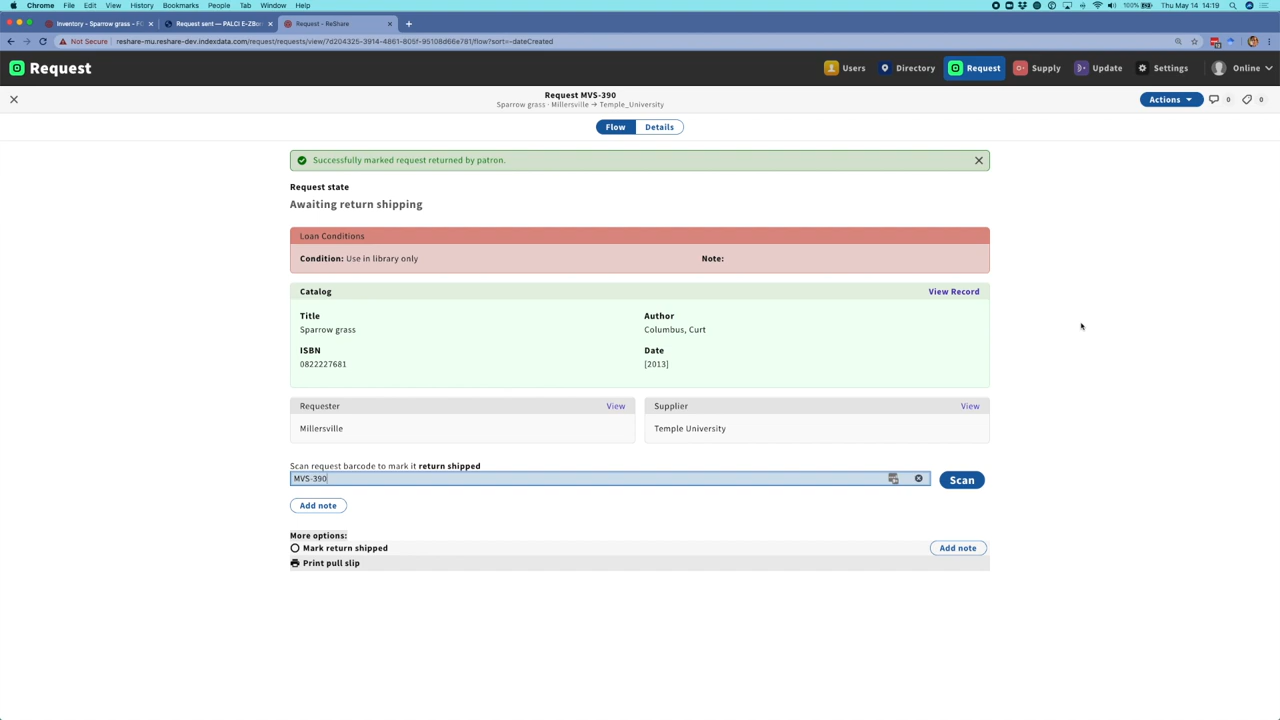 Chrome File Edit View History Bookmarks People Tab Window Help 100% Thu May 14 14:19
Inventory - Sparrow grass - F Request sent — PALCI E-ZBor Request - ReShare
Not Secure reshare-mu.reshare-dev.indexdata.com/request/requests/view/7d204325-3914-4861-805f-95108d66e781/flow?sort=-dateCreated
Request Users Directory Request Supply Update Settings Online
Request MVS-390
Sparrow grass · Millersville → Temple_University
Actions 0 0
Flow Details
Successfully marked request returned by patron.
Request state
Awaiting return shipping
Loan Conditions
Condition: Use in library only Note:
Catalog View Record
Title Author
Sparrow grass Columbus, Curt
ISBN Date
0822227681 [2013]
Requester View Supplier View
Millersville Temple University
Scan request barcode to mark it return shipped
MVS-390 Scan
Add note
More options:
Mark return shipped Add note
Print pull slip